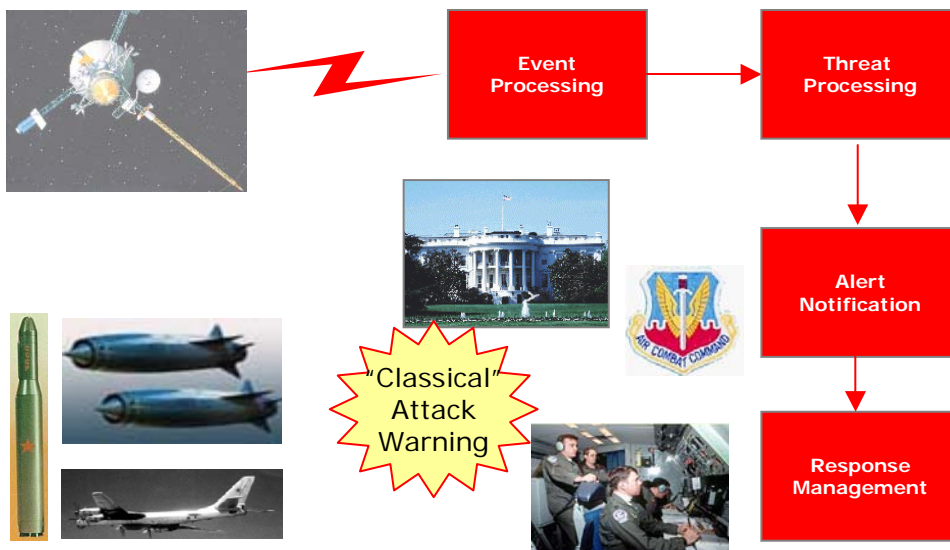 Event
Processing
Threat
Processing
Alert
Notification
AIR COMBAT COMMAND
"Classical"
Attack
Warning
Response
Management